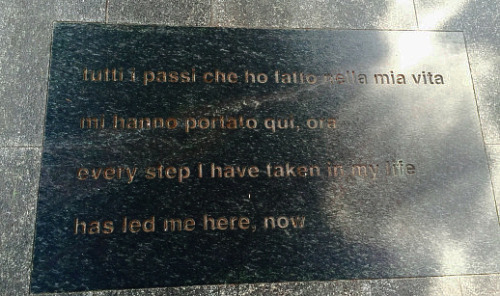 tutti i passi che ho fatto nella mia vita
mi hanno portato qui, ora
every step I have taken in my life
has led me here, now